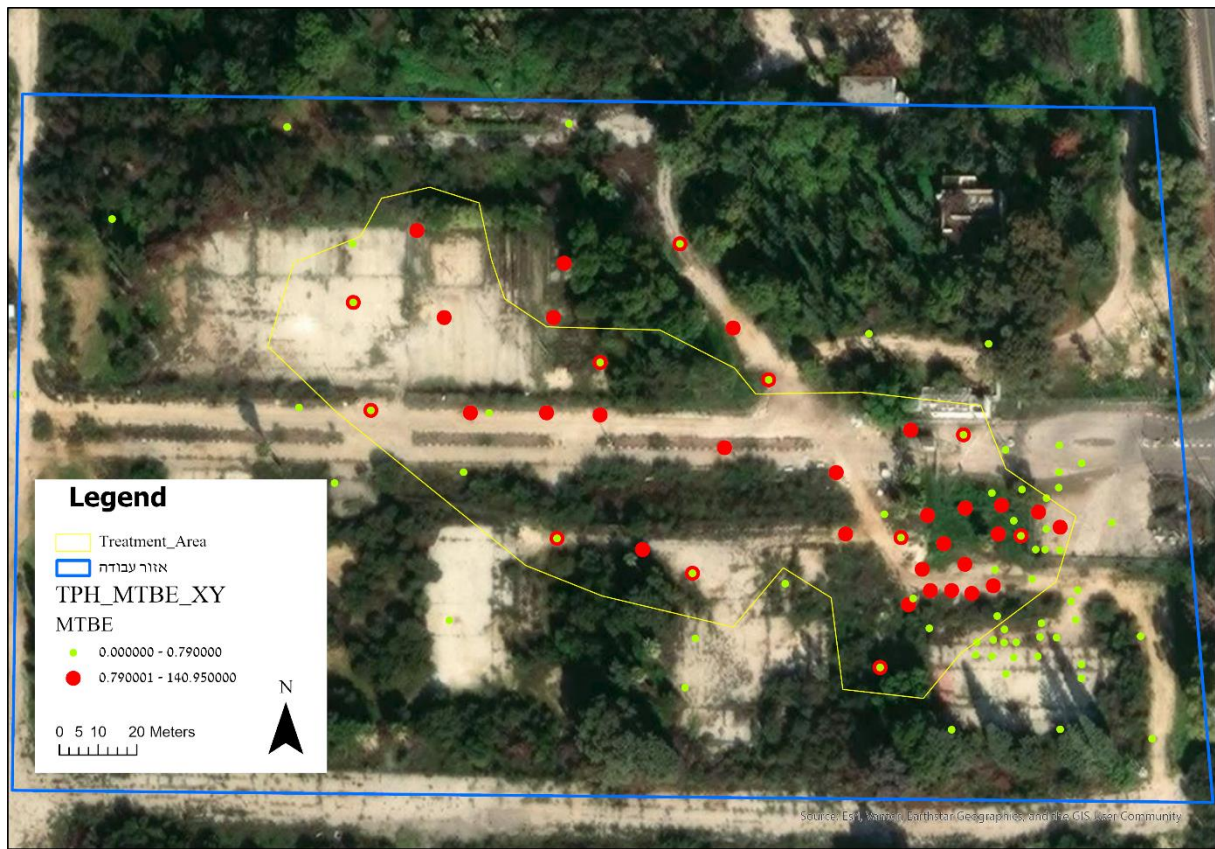 Legend
Treatment_Area
אזור עבודה
TPH_MTBE_XY
MTBE
0.000000 - 0.790000
0.790001 - 140.950000
N
0 5 10 20 Meters
Source: Esri, Maxar, Earthstar Geographics, and the GIS User Community